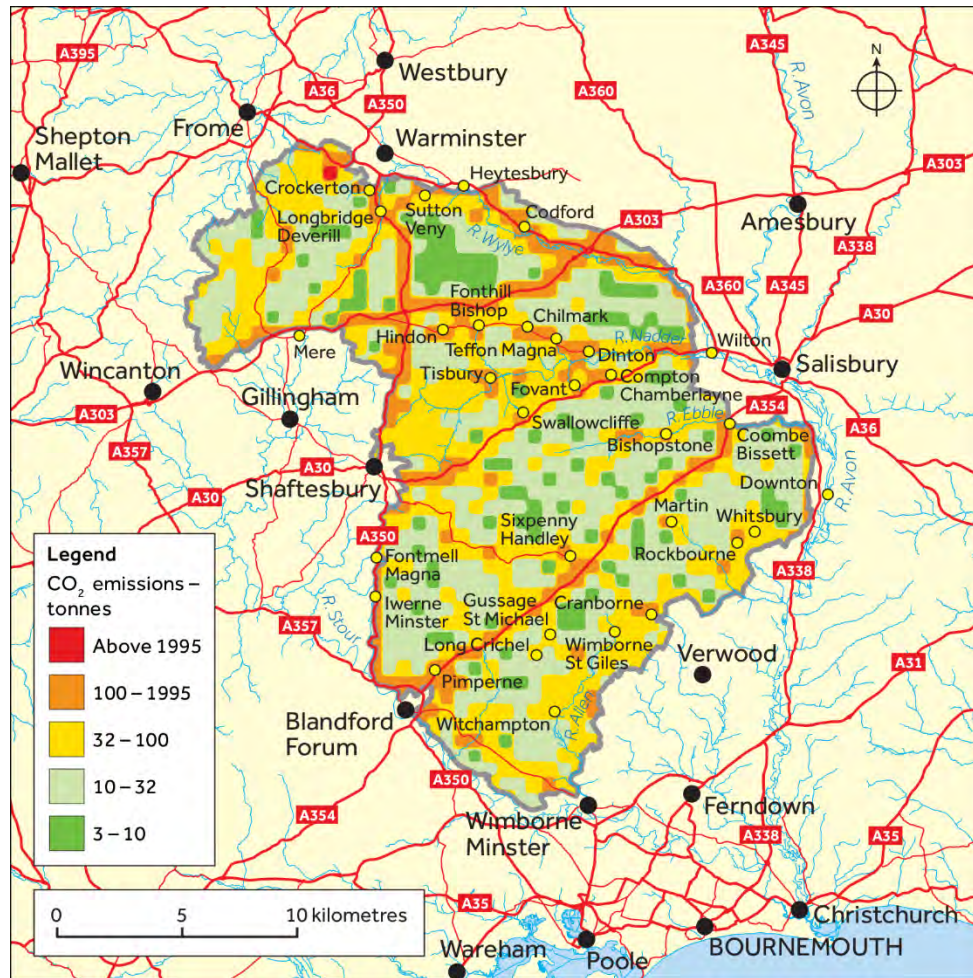 A395
A345
N
Westbury
A36
A350
A360
R. Avon
Frome
Shepton
Mallet
Warminster
A303
Heytesbury
Crockerton
Longbridge
Deverill
Sutton
Veny
Codford
A303
Amesbury
R. Wylye
A338
A360
A345
A30
Fonthill
Bishop
Chilmark
Hindon
R. Nadder
Mere
Teffon Magna
Dinton
Wilton
Salisbury
Wincanton
Tisbury
Fovant
Compton
Chamberlayne
Gillingham
A303
A354
A36
Swallowcliffe
R. Ebble
A357
Bishopstone
Coombe
Bissett
A30
Shaftesbury
A30
Downton
R. Avon
Martin
Whitsbury
Sixpenny
Handley
A350
Rockbourne
Fontmell
Magna
A338
Iwerne
Minster
Gussage
St Michael
Cranborne
R. Stour
A357
Long Crichel
Wimborne
St Giles
Verwood
A31
Pimperne
Blandford
Forum
Witchampton
R. Allen
A350
A354
Wimborne
Minster
Ferndown
A338
A35
A35
Christchurch
BOURNEMOUTH
Poole
Wareham
Legend
CO₂ emissions –
tonnes
Above 1995
100 – 1995
32 – 100
10 – 32
3 – 10
0 5 10 kilometres